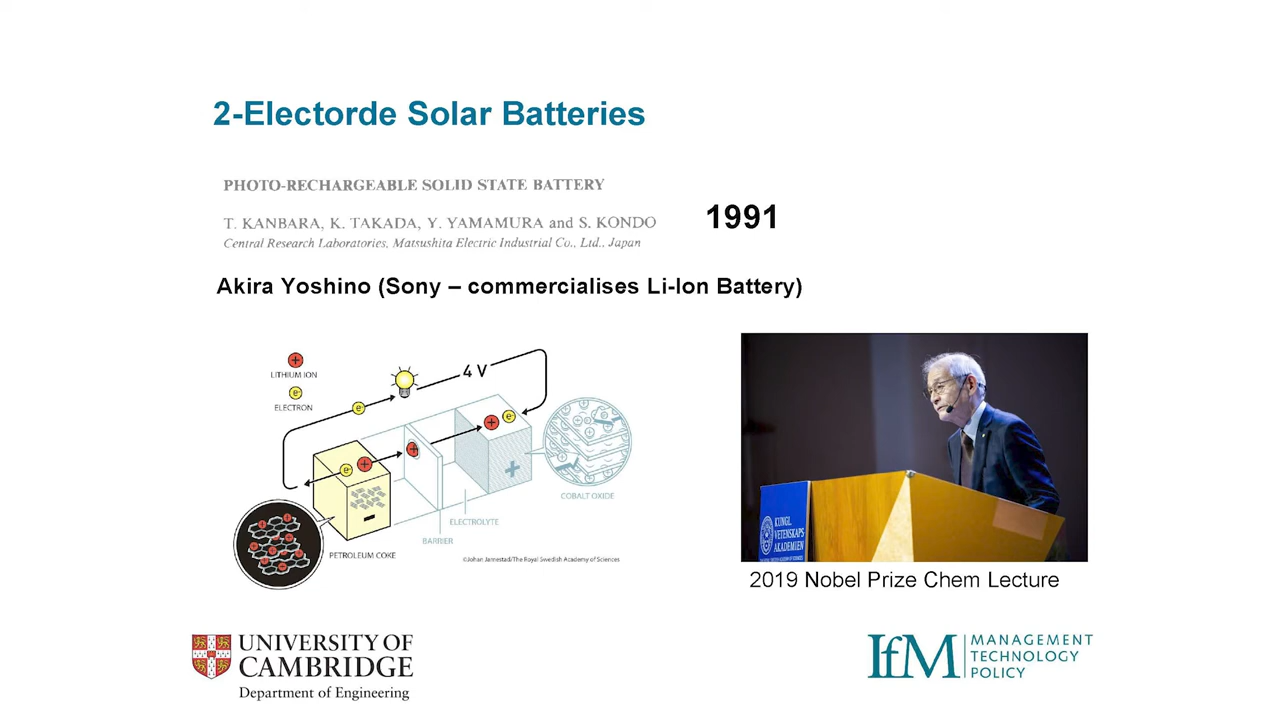 2-Electorde Solar Batteries
PHOTO-RECHARGEABLE SOLID STATE BATTERY
T. KANBARA, K. TAKADA, Y. YAMAMURA and S. KONDO
Central Research Laboratories, Matsushita Electric Industrial Co., Ltd., Japan
1991
Akira Yoshino (Sony – commercialises Li-Ion Battery)
LITHIUM ION
ELECTRON
4 V
COBALT OXIDE
ELECTROLYTE
BARRIER
PETROLEUM COKE
©Johan Jarnestad/The Royal Swedish Academy of Sciences
KUNGL.
VETENSKAPS
AKADEMIEN
2019 Nobel Prize Chem Lecture
UNIVERSITY OF
CAMBRIDGE
Department of Engineering
IfM
MANAGEMENT
TECHNOLOGY
POLICY